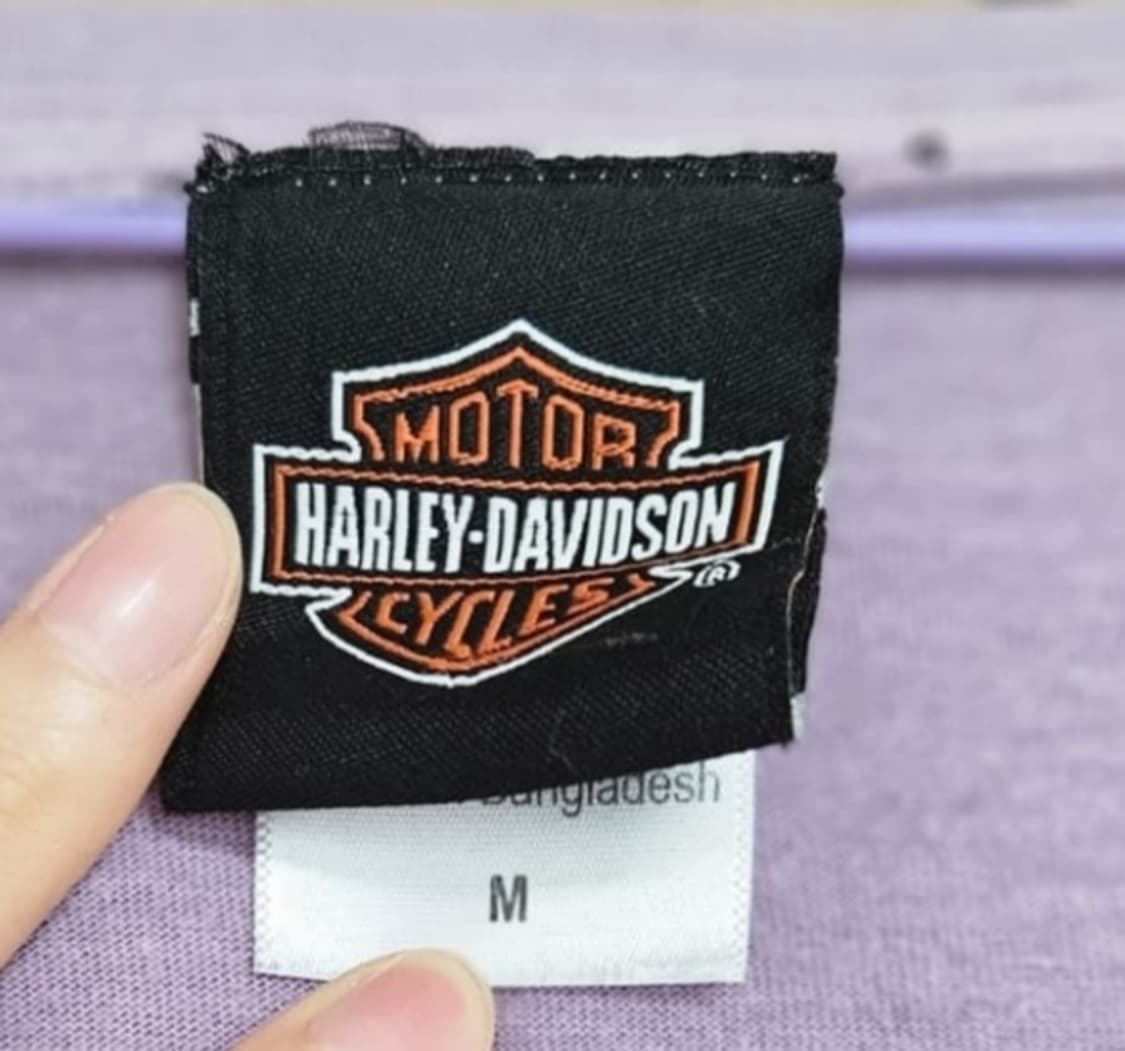 MOTOR
HARLEY-DAVIDSON
CYCLES
®
Bangladesh
M